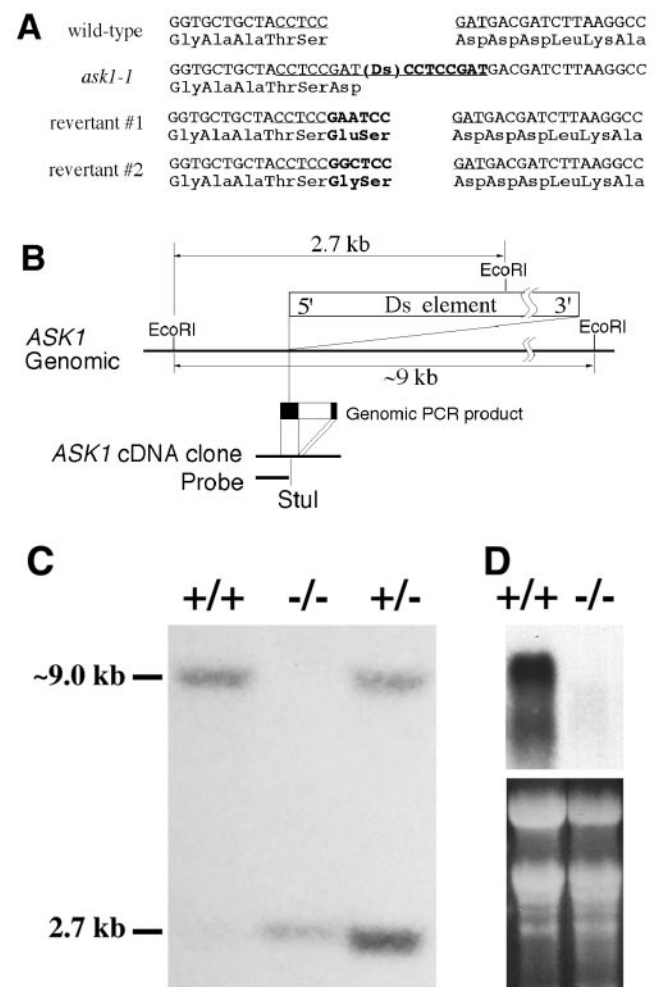 A
wild-type GGTGCTGCTACCTCC GATGACGATCTTAAGGCC
GlyAlaAlaThrSer AspAspAspLeuLysAla
ask1-1 GGTGCTGCTACCTCCGAT(Ds)CCTCCGATGACGATCTTAAGGCC
GlyAlaAlaThrSerAsp
revertant #1 GGTGCTGCTACCTCCGAATCC GATGACGATCTTAAGGCC
GlyAlaAlaThrSerGluSer AspAspAspLeuLysAla
revertant #2 GGTGCTGCTACCTCCGGCTCC GATGACGATCTTAAGGCC
GlyAlaAlaThrSerGlySer AspAspAspLeuLysAla
B
2.7 kb
EcoRI
5' Ds element 3'
EcoRI EcoRI
ASK1
Genomic
~9 kb
Genomic PCR product
ASK1 cDNA clone
Probe
StuI
C
+/+ -/- +/-
~9.0 kb
2.7 kb
D
+/+ -/-